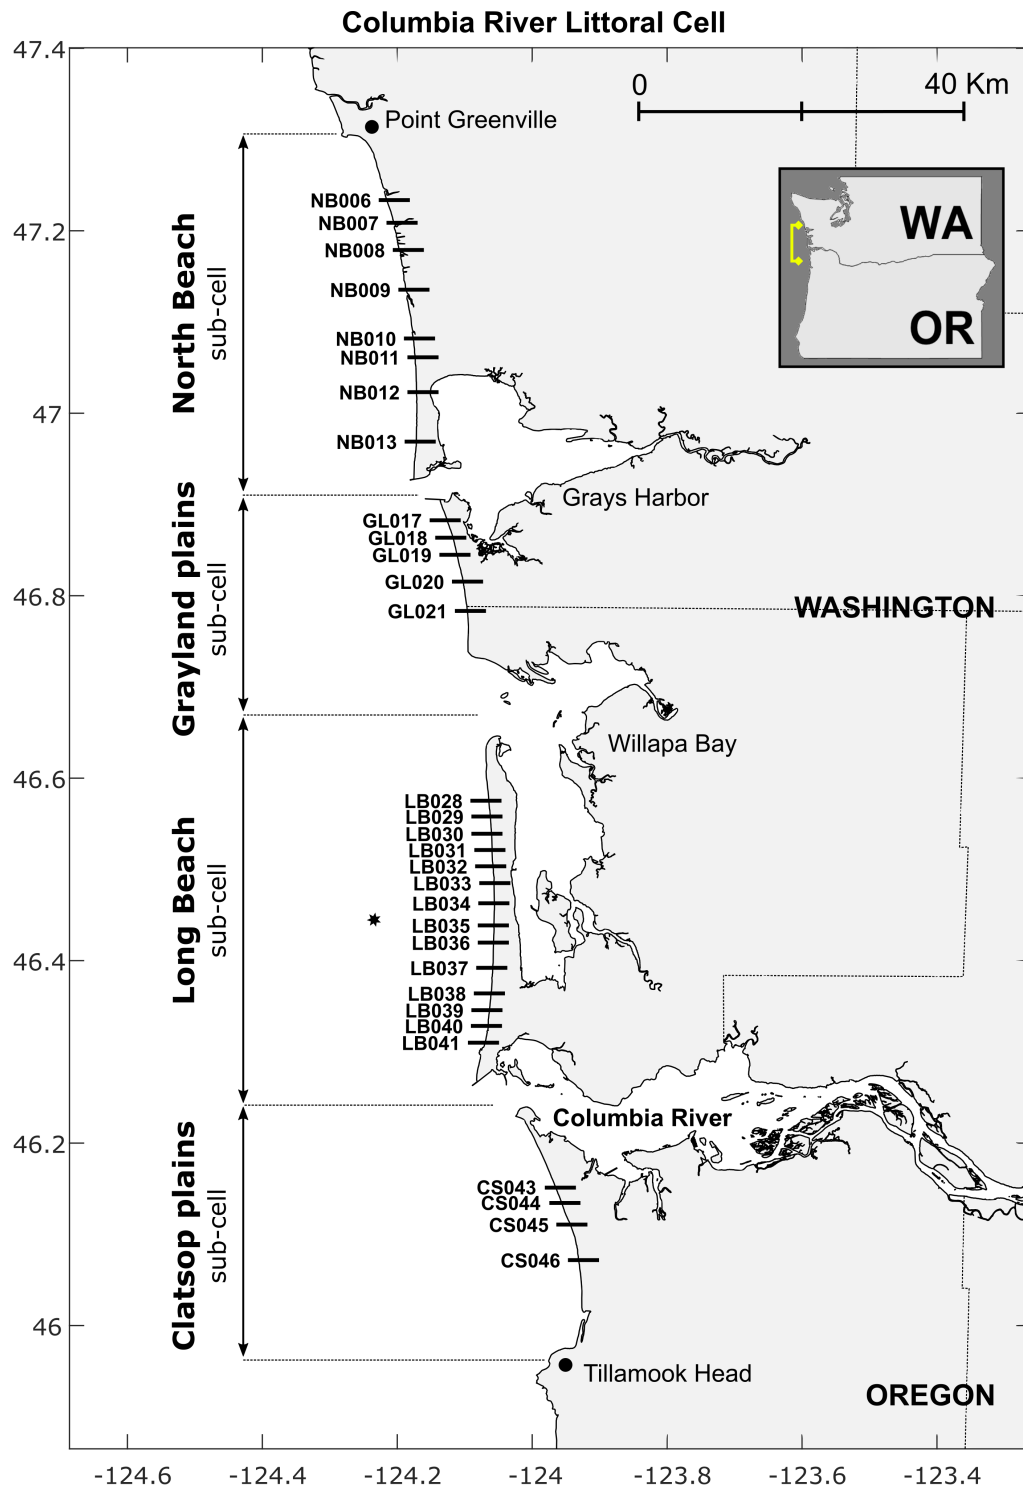 Columbia River Littoral Cell
47.4
0
40 Km
Point Greenville
NB006
47.2
NB007
WA
NB008
NB009
North Beach
sub-cell
OR
NB010
NB011
NB012
47
NB013
Grays Harbor
GL017
GL018
GL019
Grayland plains
sub-cell
GL020
46.8
WASHINGTON
GL021
Willapa Bay
46.6
LB028
LB029
LB030
LB031
LB032
LB033
LB034
Long Beach
sub-cell
LB035
LB036
46.4
LB037
LB038
LB039
LB040
LB041
Columbia River
46.2
CS043
CS044
CS045
Clatsop plains
sub-cell
CS046
46
Tillamook Head
OREGON
-124.6
-124.4
-124.2
-124
-123.8
-123.6
-123.4